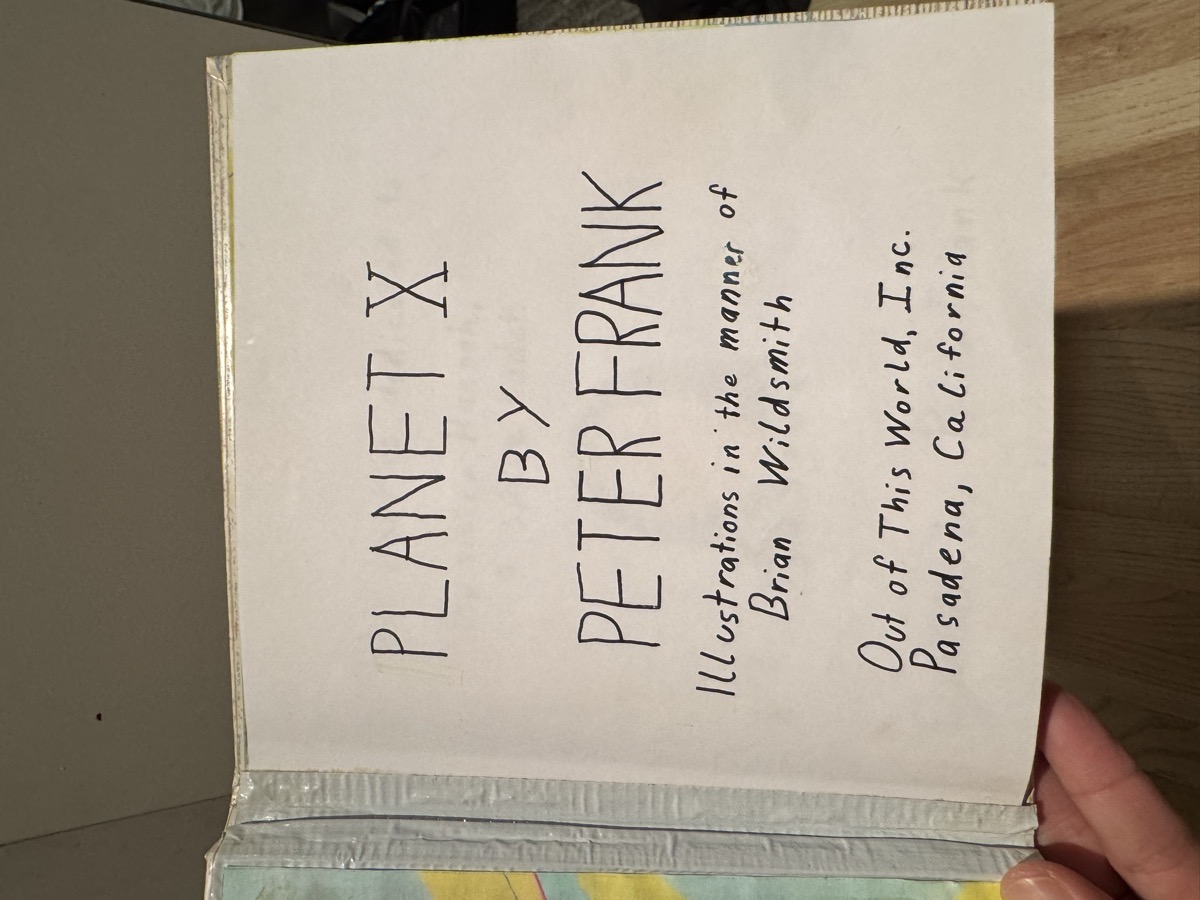 PLANET X
BY
PETER FRANK
Illustrations in the manner of
Brian Wildsmith
Out of This World, Inc.
Pasadena, California